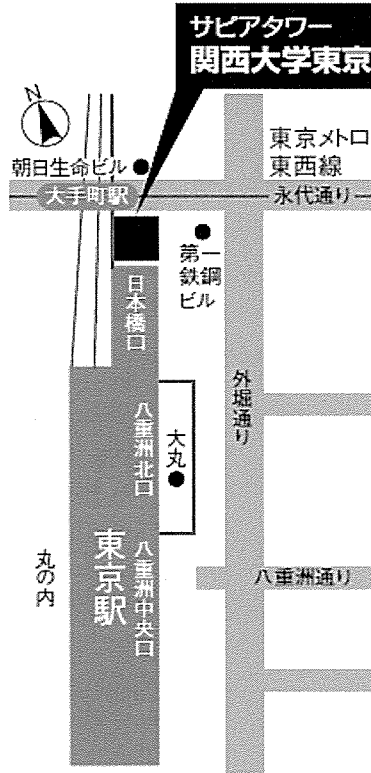 サピアタワー
関西大学東京
N
朝日生命ビル
東京メトロ
東西線
大手町駅
永代通り
第一
鉄鋼
ビル
日本橋口
外堀通り
八重洲北口
大丸
丸の内
東京駅
八重洲中央口
八重洲通り